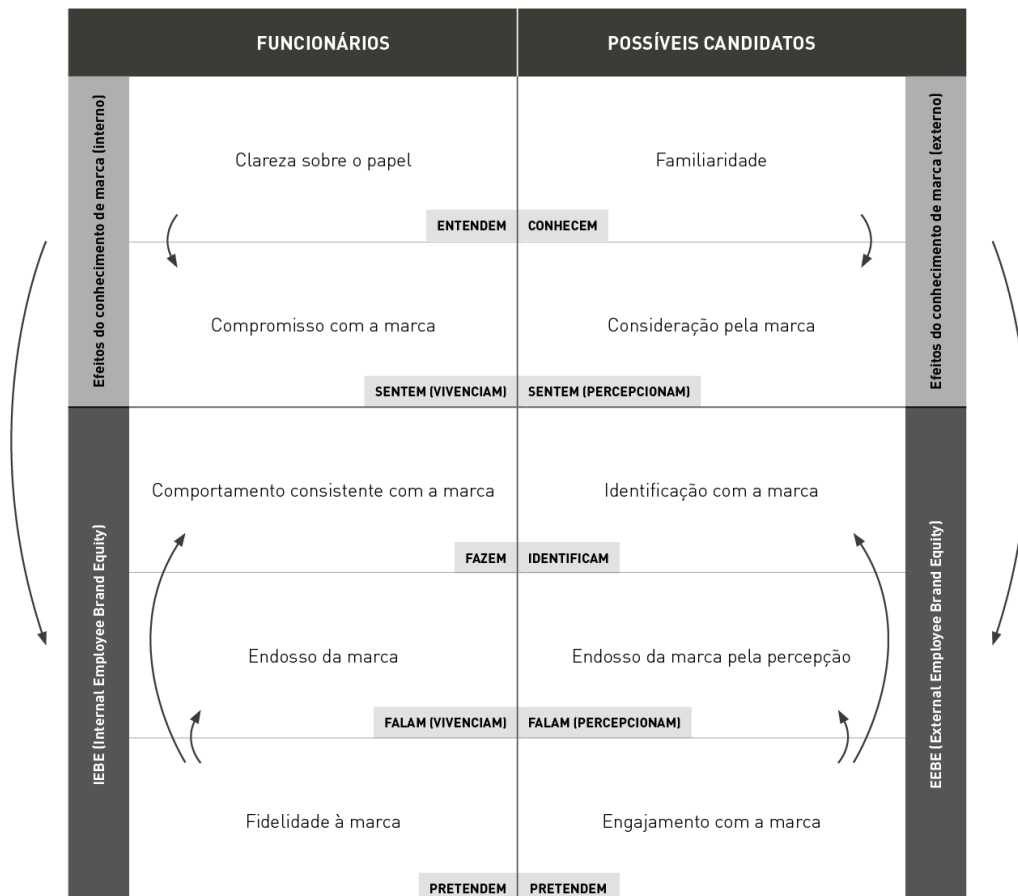 FUNCIONÁRIOS
POSSÍVEIS CANDIDATOS
Efeitos do conhecimento de marca (interno)
Clareza sobre o papel
Familiaridade
Efeitos do conhecimento de marca (externo)
ENTENDEM
CONHECEM
Compromisso com a marca
Consideração pela marca
SENTEM (VIVENCIAM)
SENTEM (PERCEPCIONAM)
IEBE (Internal Employee Brand Equity)
Comportamento consistente com a marca
Identificação com a marca
EEBE (External Employee Brand Equity)
FAZEM
IDENTIFICAM
Endosso da marca
Endosso da marca pela percepção
FALAM (VIVENCIAM)
FALAM (PERCEPCIONAM)
Fidelidade à marca
Engajamento com a marca
PRETENDEM
PRETENDEM